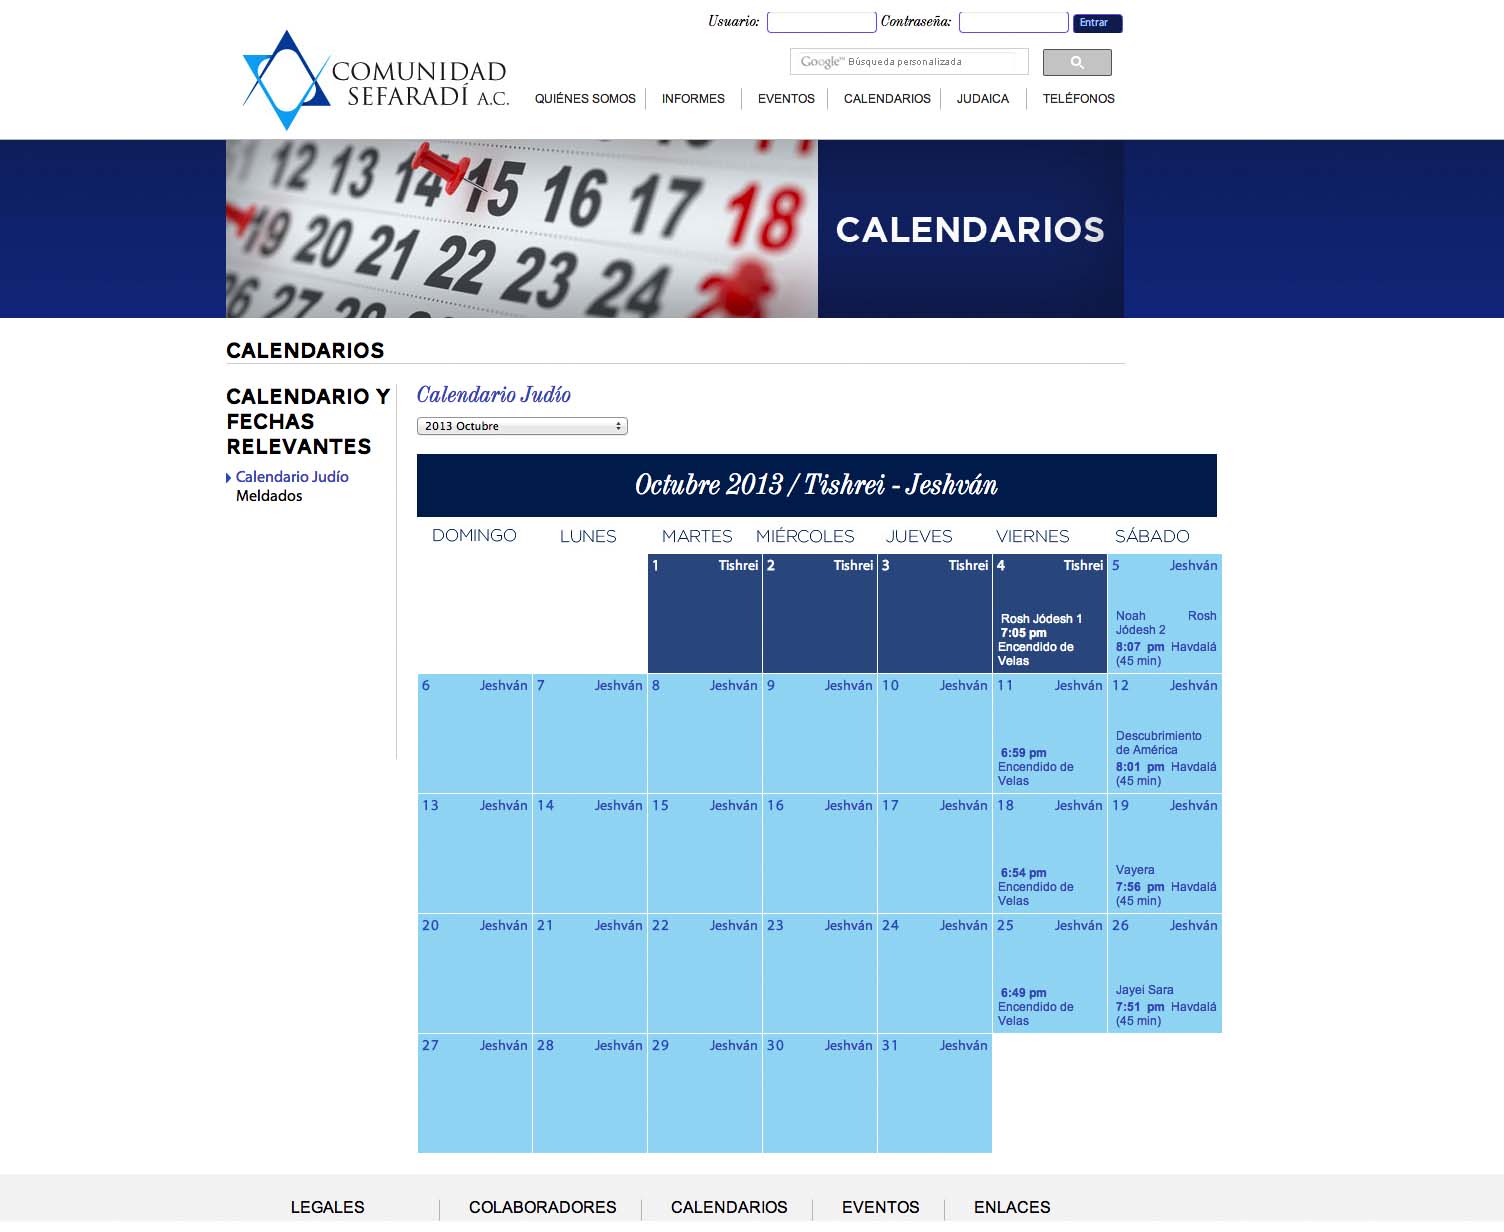 Usuario: Contraseña: Entrar
Google™ Búsqueda personalizada
COMUNIDAD
SEFARADÍ A.C.
QUIÉNES SOMOS INFORMES EVENTOS CALENDARIOS JUDAICA TELÉFONOS
11 12 13 14 15 16 17 18
19 20 21 22 23 24
26 27 28
CALENDARIOS
CALENDARIOS
CALENDARIO Y
FECHAS
RELEVANTES
Calendario Judío
Meldados
Calendario Judío
2013 Octubre
Octubre 2013 / Tishrei - Jeshván
DOMINGO LUNES MARTES MIÉRCOLES JUEVES VIERNES SÁBADO
1 Tishrei 2 Tishrei 3 Tishrei 4 Tishrei 5 Jeshván
Rosh Jódesh 1
7:05 pm
Encendido de
Velas
Noah Rosh
Jódesh 2
8:07 pm Havdalá
(45 min)
6 Jeshván 7 Jeshván 8 Jeshván 9 Jeshván 10 Jeshván 11 Jeshván 12 Jeshván
6:59 pm
Encendido de
Velas
Descubrimiento
de América
8:01 pm Havdalá
(45 min)
13 Jeshván 14 Jeshván 15 Jeshván 16 Jeshván 17 Jeshván 18 Jeshván 19 Jeshván
6:54 pm
Encendido de
Velas
Vayera
7:56 pm Havdalá
(45 min)
20 Jeshván 21 Jeshván 22 Jeshván 23 Jeshván 24 Jeshván 25 Jeshván 26 Jeshván
6:49 pm
Encendido de
Velas
Jayei Sara
7:51 pm Havdalá
(45 min)
27 Jeshván 28 Jeshván 29 Jeshván 30 Jeshván 31 Jeshván
LEGALES COLABORADORES CALENDARIOS EVENTOS ENLACES